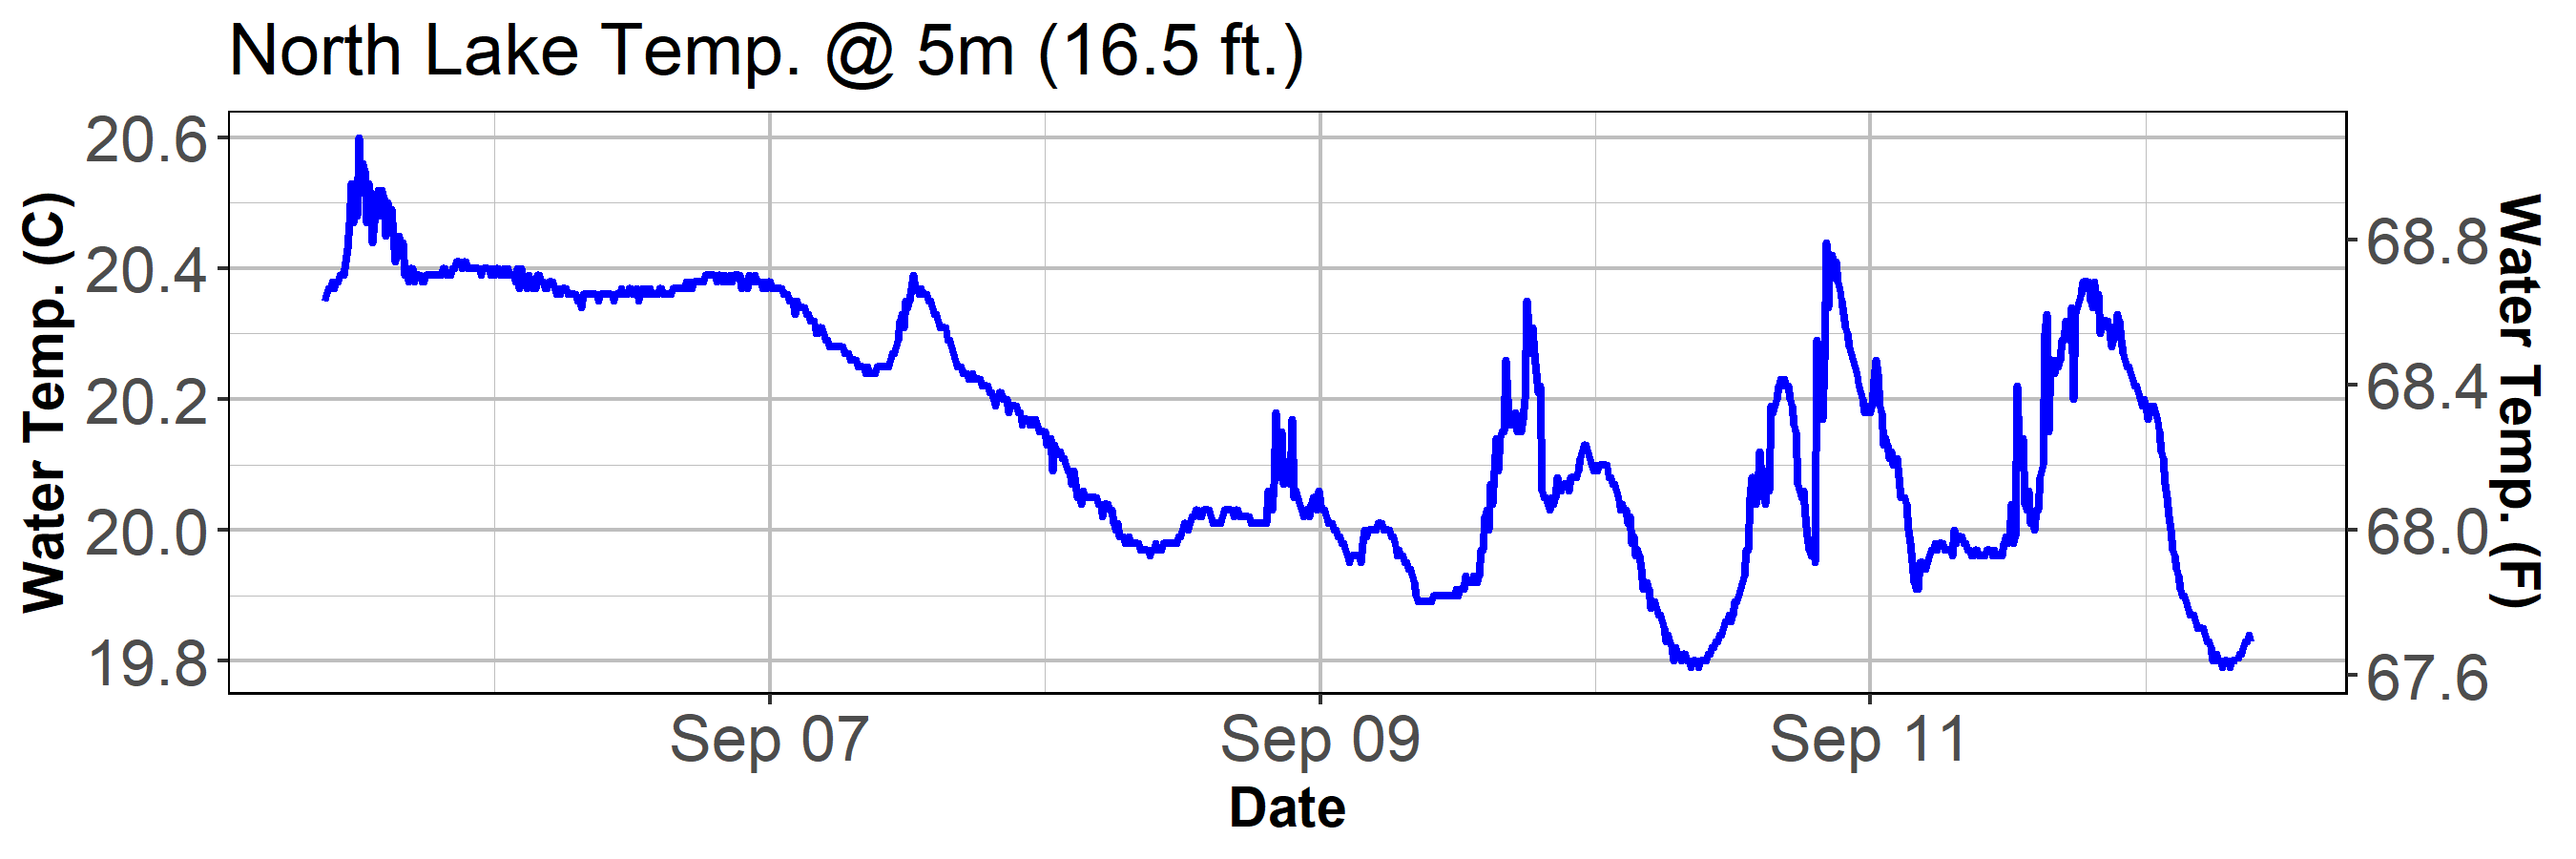 North Lake Temp. @ 5m (16.5 ft.)
Water Temp. (C)
20.6
20.4
20.2
20.0
19.8
68.8
68.4
68.0
67.6
Water Temp. (F)
Sep 07
Sep 09
Sep 11
Date